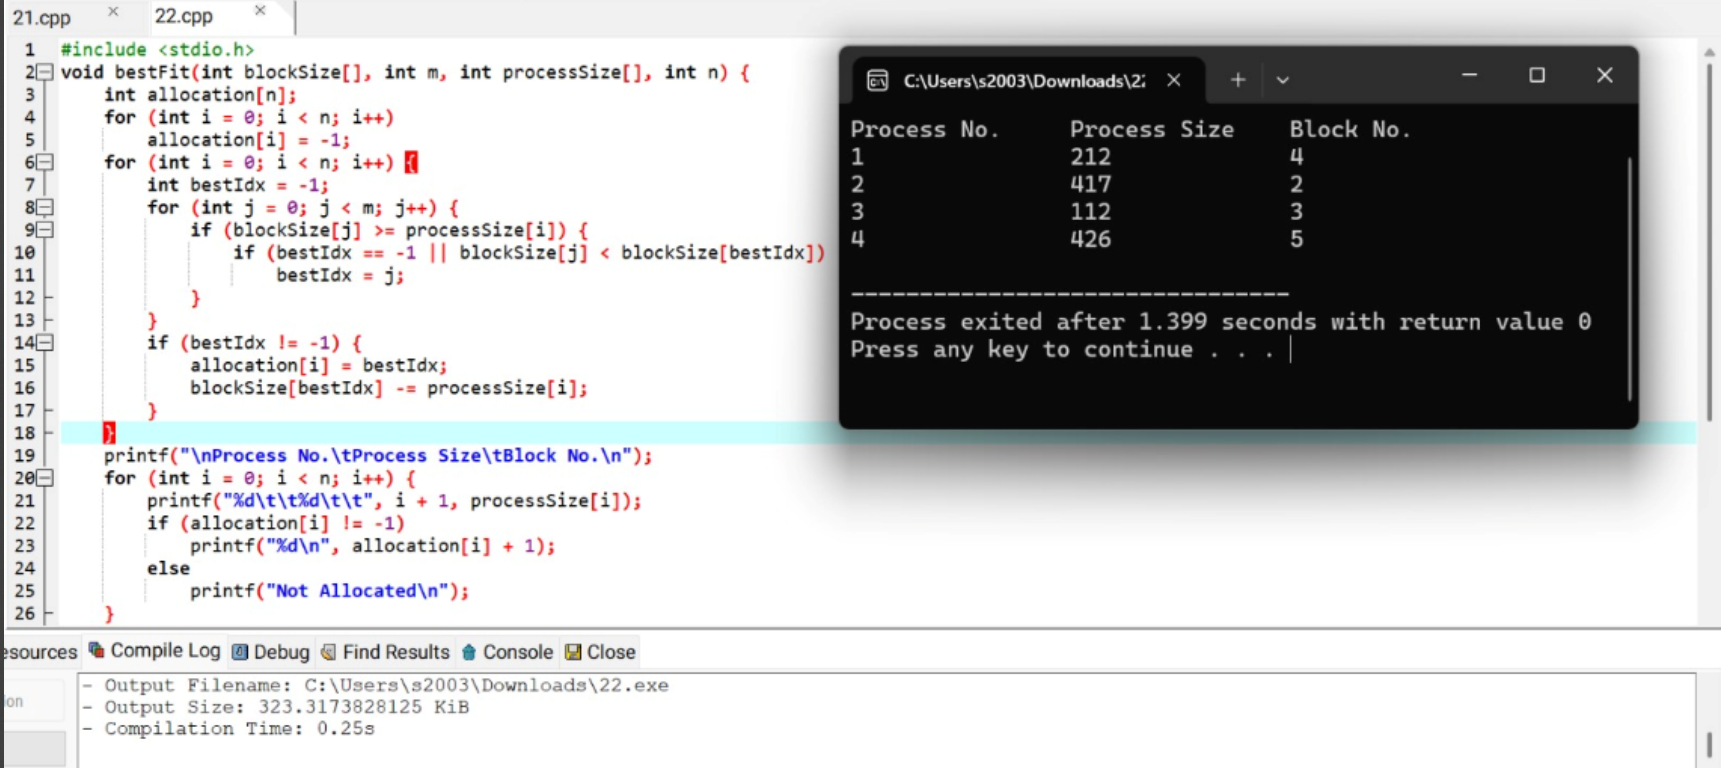 21.cpp × 22.cpp ×
1 #include <stdio.h>
2 void bestFit(int blockSize[], int m, int processSize[], int n) {
3 int allocation[n];
4 for (int i = 0; i < n; i++)
5 allocation[i] = -1;
6 for (int i = 0; i < n; i++) {
7 int bestIdx = -1;
8 for (int j = 0; j < m; j++) {
9 if (blockSize[j] >= processSize[i]) {
10 if (bestIdx == -1 || blockSize[j] < blockSize[bestIdx])
11 bestIdx = j;
12 }
13 }
14 if (bestIdx != -1) {
15 allocation[i] = bestIdx;
16 blockSize[bestIdx] -= processSize[i];
17 }
18 }
19 printf("\nProcess No.\tProcess Size\tBlock No.\n");
20 for (int i = 0; i < n; i++) {
21 printf("%d\t\t%d\t\t", i + 1, processSize[i]);
22 if (allocation[i] != -1)
23 printf("%d\n", allocation[i] + 1);
24 else
25 printf("Not Allocated\n");
26 }
C:\Users\s2003\Downloads\22
Process No. Process Size Block No.
1 212 4
2 417 2
3 112 3
4 426 5
--------------------------------
Process exited after 1.399 seconds with return value 0
Press any key to continue . . .
esources Compile Log Debug Find Results Console Close
ion
- Output Filename: C:\Users\s2003\Downloads\22.exe
- Output Size: 323.3173828125 KiB
- Compilation Time: 0.25s